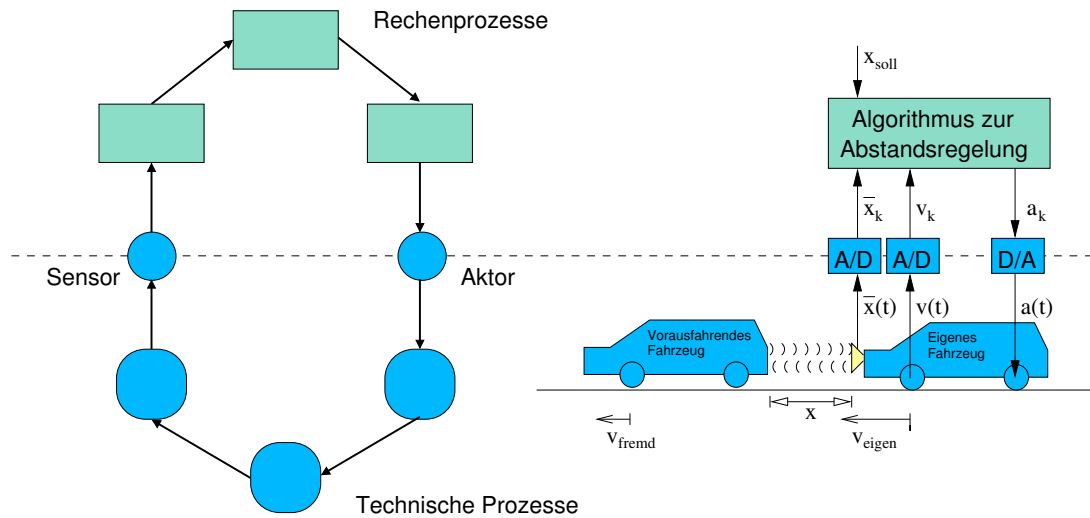 Rechenprozesse
Sensor
Aktor
Technische Prozesse
x_soll
Algorithmus zur
Abstandsregelung
x̅_k
v_k
a_k
A/D
A/D
D/A
x̅(t)
v(t)
a(t)
Vorausfahrendes
Fahrzeug
Eigenes
Fahrzeug
x
v_fremd
v_eigen